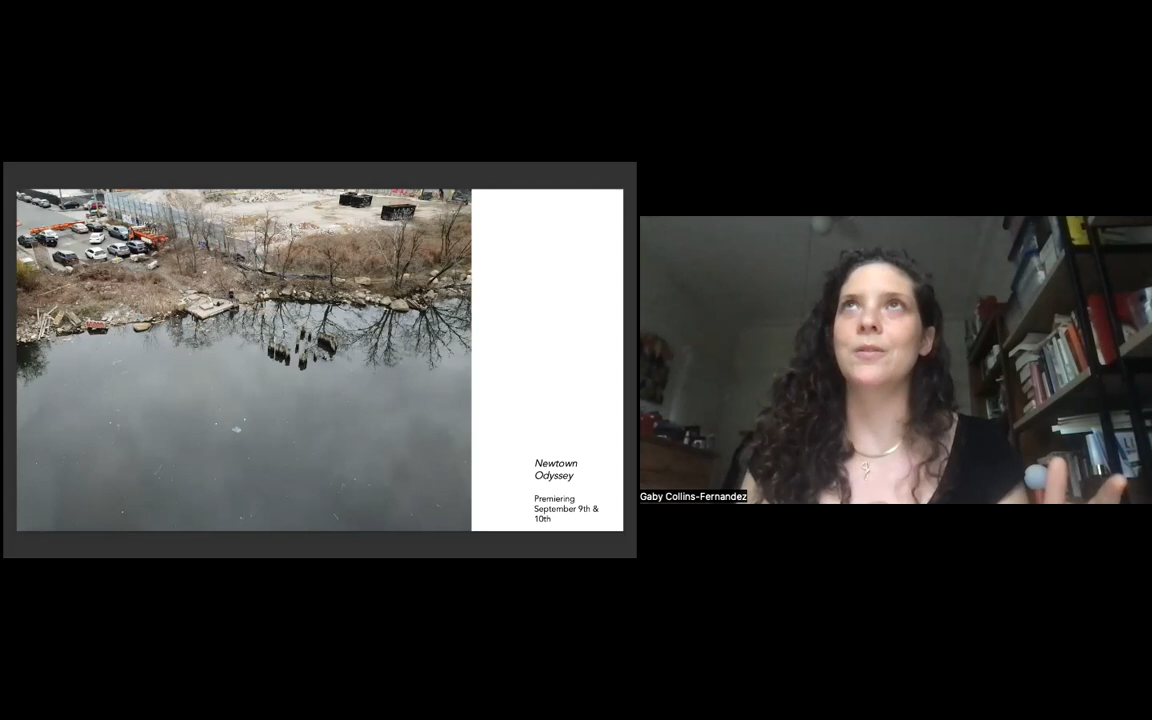 Newtown
Odyssey
Premiering
September 9th &
10th
Gaby Collins-Fernandez